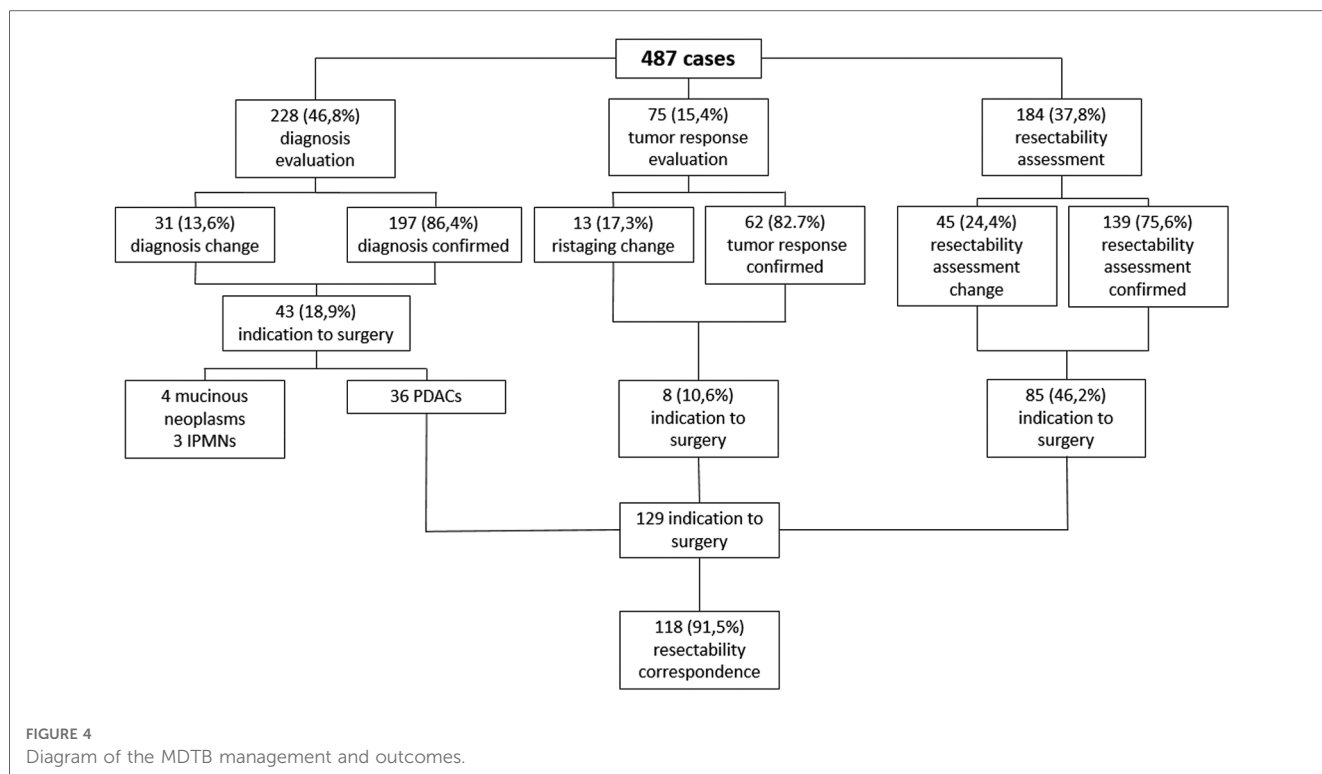 487 cases
228 (46,8%)
diagnosis
evaluation
75 (15,4%)
tumor response
evaluation
184 (37,8%)
resectability
assessment
31 (13,6%)
diagnosis change
197 (86,4%)
diagnosis confirmed
13 (17,3%)
ristaging change
62 (82.7%)
tumor response
confirmed
45 (24,4%)
resectability
assessment
change
139 (75,6%)
resectability
assessment
confirmed
43 (18,9%)
indication to surgery
4 mucinous
neoplasms
3 IPMNs
36 PDACs
8 (10,6%)
indication to
surgery
85 (46,2%)
indication to
surgery
129 indication to
surgery
118 (91,5%)
resectability
correspondence
FIGURE 4
Diagram of the MDTB management and outcomes.